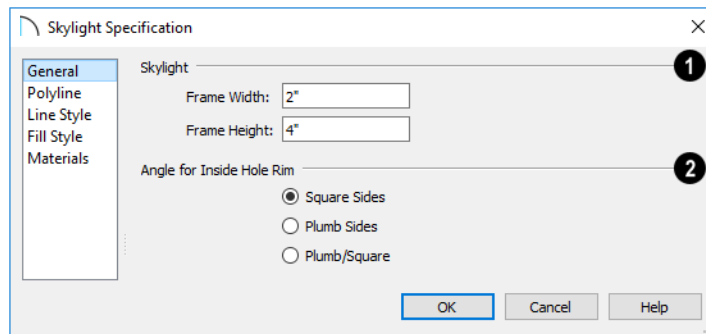 Skylight Specification
General
Polyline
Line Style
Fill Style
Materials
Skylight
1
Frame Width: 2"
Frame Height: 4"
Angle for Inside Hole Rim
2
Square Sides
Plumb Sides
Plumb/Square
OK Cancel Help